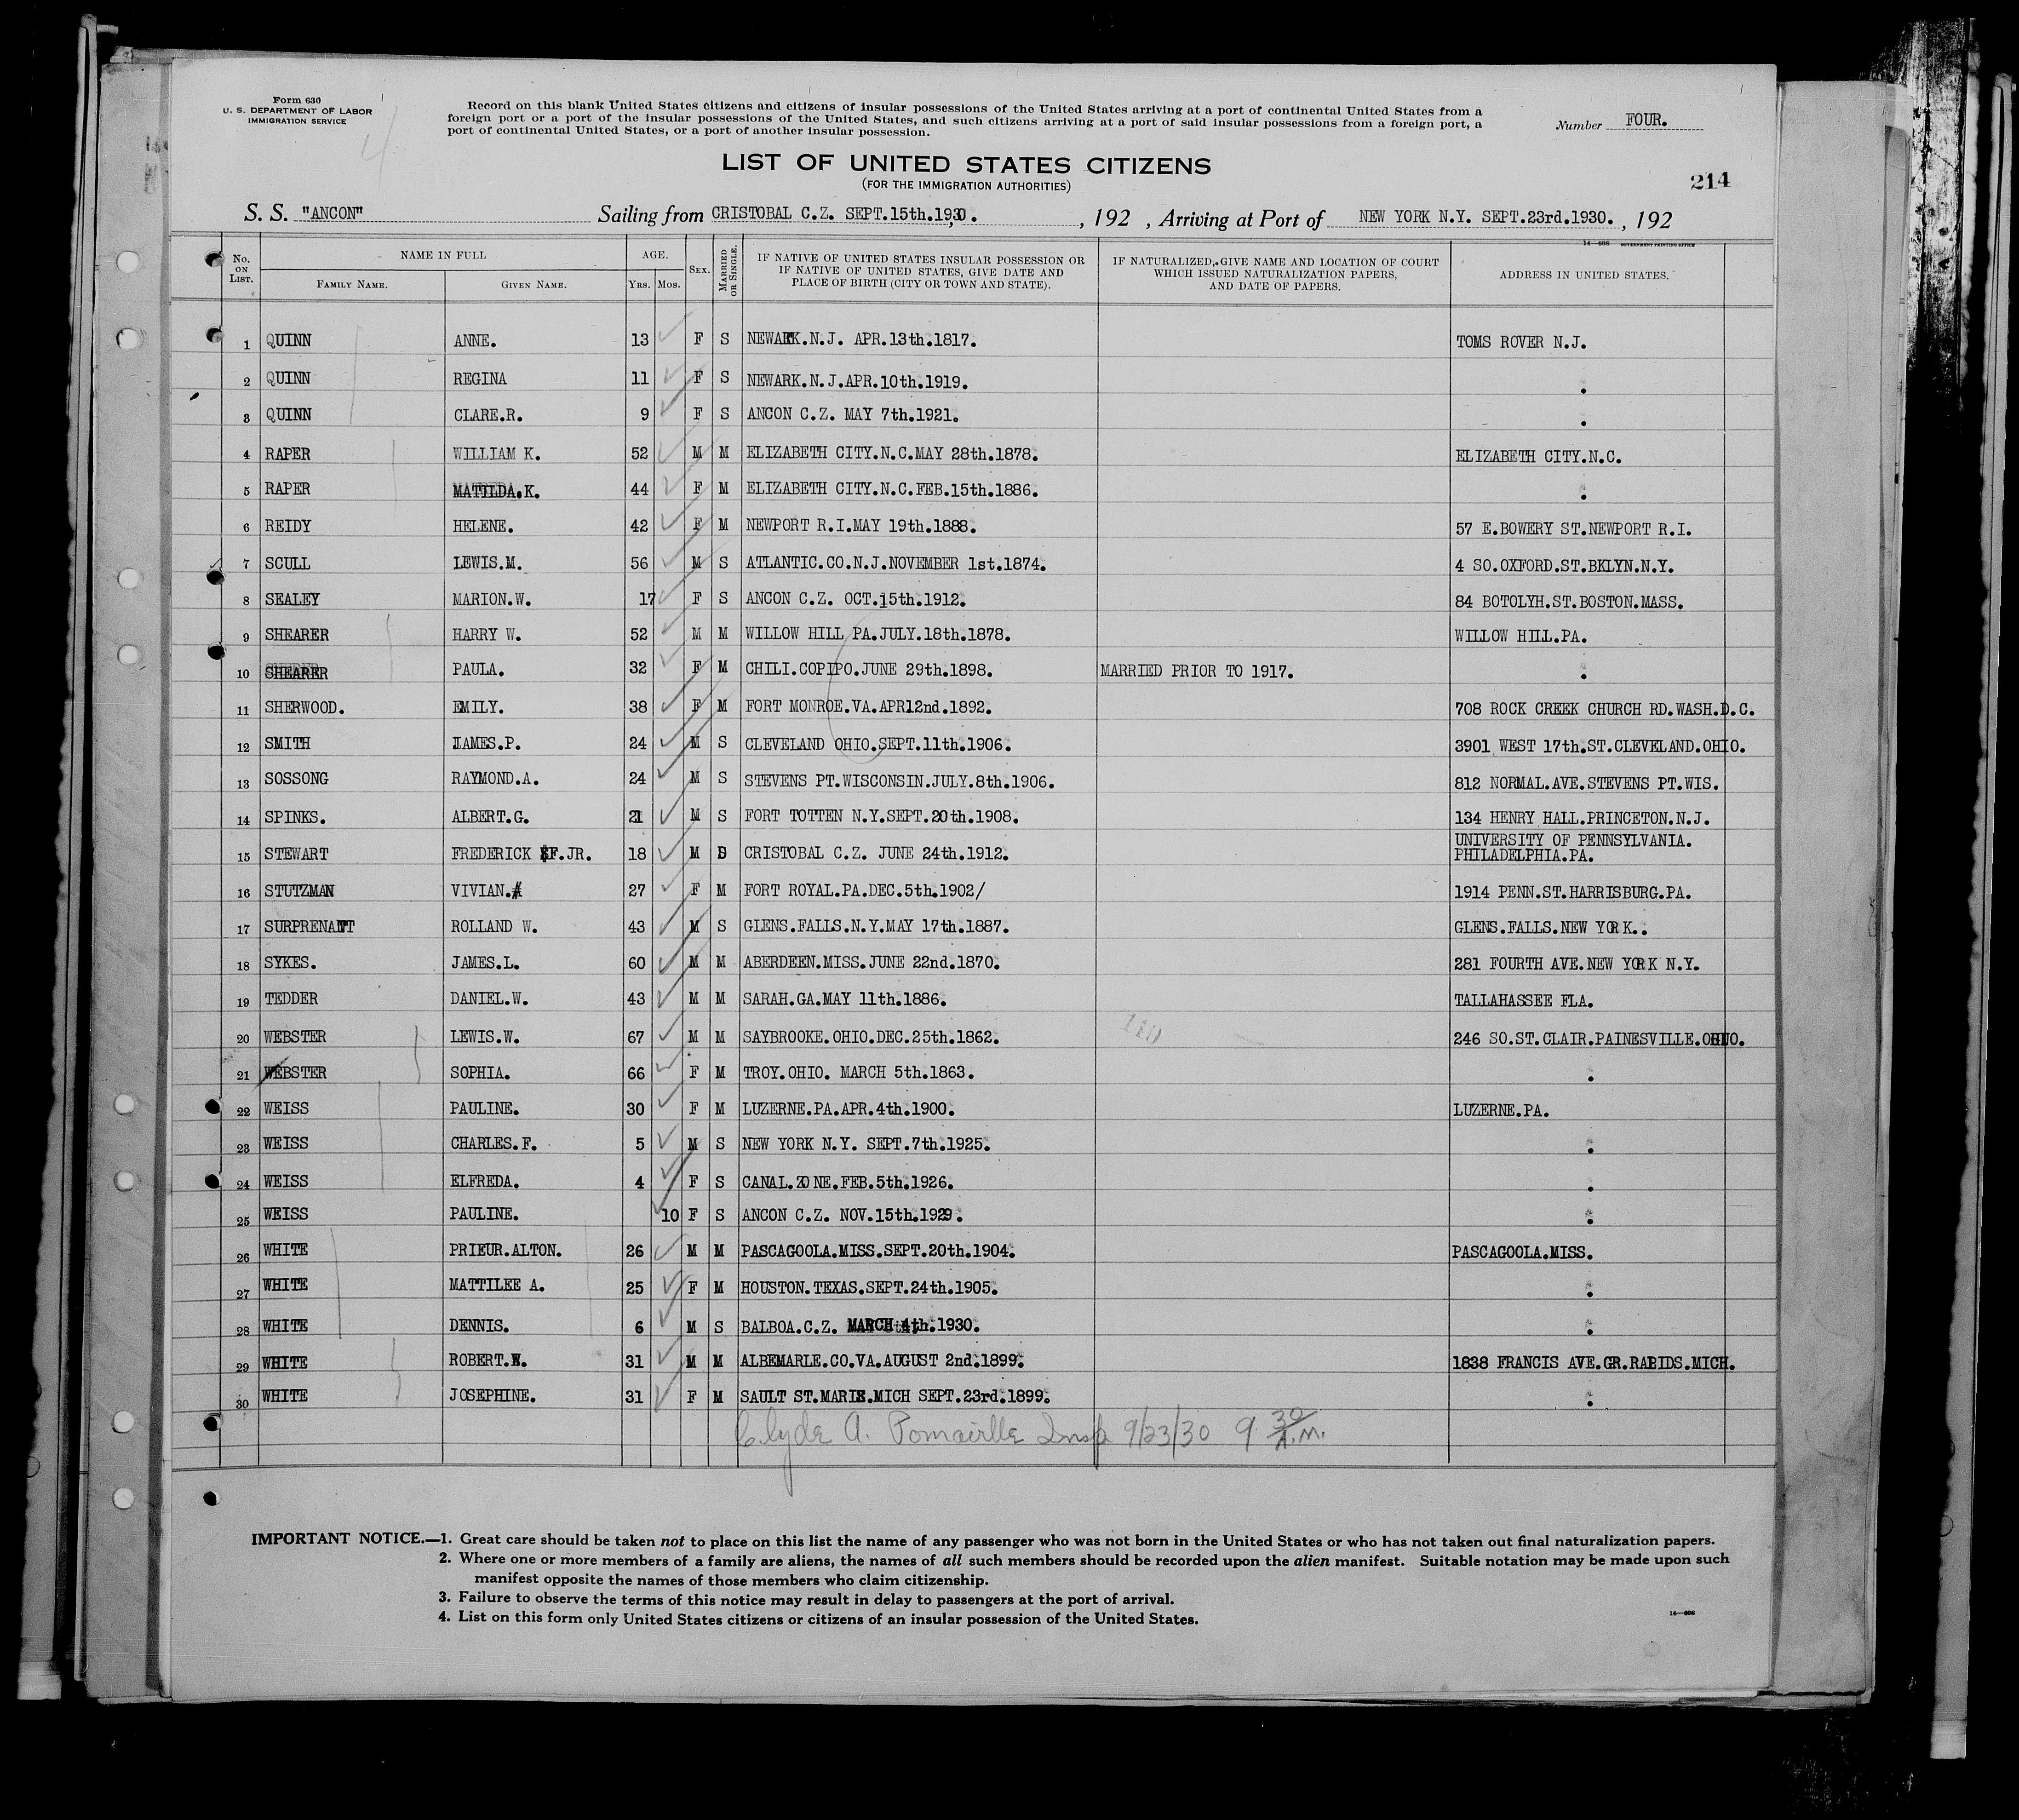 Form 630
U. S. DEPARTMENT OF LABOR
IMMIGRATION SERVICE
Record on this blank United States citizens and citizens of insular possessions of the United States arriving at a port of continental United States from a
foreign port or a port of the insular possessions of the United States, and such citizens arriving at a port of said insular possessions from a foreign port, a
port of continental United States, or a port of another insular possession.
Number FOUR.
LIST OF UNITED STATES CITIZENS
(FOR THE IMMIGRATION AUTHORITIES)
214
S. S. "ANCON" Sailing from CRISTOBAL C.Z. SEPT.15th.1930. , 192 , Arriving at Port of NEW YORK N.Y. SEPT.23rd.1930. , 192
14—608 GOVERNMENT PRINTING OFFICE
No. ON LIST. NAME IN FULL AGE. SEX. MARRIED OR SINGLE. IF NATIVE OF UNITED STATES INSULAR POSSESSION OR IF NATIVE OF UNITED STATES, GIVE DATE AND PLACE OF BIRTH (CITY OR TOWN AND STATE). IF NATURALIZED, GIVE NAME AND LOCATION OF COURT WHICH ISSUED NATURALIZATION PAPERS, AND DATE OF PAPERS. ADDRESS IN UNITED STATES.
FAMILY NAME. GIVEN NAME. YRS. MOS.
1 QUINN ANNE. 13 F S NEWARK.N.J. APR.13th.1817. TOMS ROVER N.J.
2 QUINN REGINA 11 F S NEWARK.N.J.APR.10th.1919. "
3 QUINN CLARE.R. 9 F S ANCON C.Z. MAY 7th.1921. "
4 RAPER WILLIAM K. 52 M M ELIZABETH CITY.N.C.MAY 28th.1878. ELIZABETH CITY.N.C.
5 RAPER MATILDA.K. 44 F M ELIZABETH CITY.N.C.FEB.15th.1886. :
6 REIDY HELENE. 42 F M NEWPORT R.I.MAY 19th.1888. 57 E.BOWERY ST.NEWPORT R.I.
7 SCULL LEWIS.M. 56 M S ATLANTIC.CO.N.J.NOVEMBER 1st.1874. 4 SO.OXFORD.ST.BKLYN.N.Y.
8 SEALEY MARION.W. 17 F S ANCON C.Z. OCT.15th.1912. 84 BOTOLYH.ST.BOSTON.MASS.
9 SHEARER HARRY W. 52 M M WILLOW HILL PA.JULY.18th.1878. WILLOW HILL.PA.
10 SHEARER PAULA. 32 F M CHILI.COPIPO.JUNE 29th.1898. MARRIED PRIOR TO 1917. :
11 SHERWOOD. EMILY. 38 F M FORT MONROE.VA.APR12nd.1892. 708 ROCK CREEK CHURCH RD.WASH.D.C.
12 SMITH JAMES.P. 24 M S CLEVELAND OHIO.SEPT.11th.1906. 3901 WEST 17th.ST.CLEVELAND.OHIO.
13 SOSSONG RAYMOND.A. 24 M S STEVENS PT.WISCONSIN.JULY.8th.1906. 812 NORMAL.AVE.STEVENS PT.WIS.
14 SPINKS. ALBERT.G. 21 M S FORT TOTTEN N.Y.SEPT.20th.1908. 134 HENRY HALL.PRINCETON.N.J.
UNIVERSITY OF PENNSYLVANIA.
15 STEWART FREDERICK F.JR. 18 M S CRISTOBAL C.Z. JUNE 24th.1912. PHILADELPHIA.PA.
16 STUTZMAN VIVIAN. 27 F M FORT ROYAL.PA.DEC.5th.1902/ 1914 PENN.ST.HARRISBURG.PA.
17 SURPRENANT ROLLAND W. 43 M S GLENS.FALLS.N.Y.MAY 17th.1887. GLENS.FALLS.NEW YORK..
18 SYKES. JAMES.L. 60 M M ABERDEEN.MISS.JUNE 22nd.1870. 281 FOURTH AVE.NEW YORK N.Y.
19 TEDDER DANIEL.W. 43 M M SARAH.GA.MAY 11th.1886. TALLAHASSEE FLA.
20 WEBSTER LEWIS.W. 67 M M SAYBROOKE.OHIO.DEC.25th.1862. 246 SO.ST.CLAIR.PAINESVILLE.OHIO.
21 WEBSTER SOPHIA. 66 F M TROY.OHIO. MARCH 5th.1863. :
22 WEISS PAULINE. 30 F M LUZERNE.PA.APR.4th.1900. LUZERNE.PA.
23 WEISS CHARLES.F. 5 M S NEW YORK N.Y. SEPT.7th.1925. :
24 WEISS ELFREDA. 4 F S CANAL.ZONE.FEB.5th.1926. :
25 WEISS PAULINE. 10 F S ANCON C.Z. NOV.15th.1929. :
26 WHITE PRIEUR.ALTON. 26 M M PASCAGOOLA.MISS.SEPT.20th.1904. PASCAGOOLA.MISS.
27 WHITE MATTILEE A. 25 F M HOUSTON.TEXAS.SEPT.24th.1905. :
28 WHITE DENNIS. 6 M S BALBOA.C.Z. MARCH 4th.1930. :
29 WHITE ROBERT.W. 31 M M ALBEMARLE.CO.VA.AUGUST 2nd.1899. 1838 FRANCIS AVE.GR.RABIDS.MICH.
30 WHITE JOSEPHINE. 31 F M SAULT ST.MARIE.MICH SEPT.23rd.1899. :
Clyde A. Pomairlle Insp 9/23/30 9 30/A.M.
IMPORTANT NOTICE.—1. Great care should be taken not to place on this list the name of any passenger who was not born in the United States or who has not taken out final naturalization papers.
2. Where one or more members of a family are aliens, the names of all such members should be recorded upon the alien manifest. Suitable notation may be made upon such
manifest opposite the names of those members who claim citizenship.
3. Failure to observe the terms of this notice may result in delay to passengers at the port of arrival.
4. List on this form only United States citizens or citizens of an insular possession of the United States.
14—608